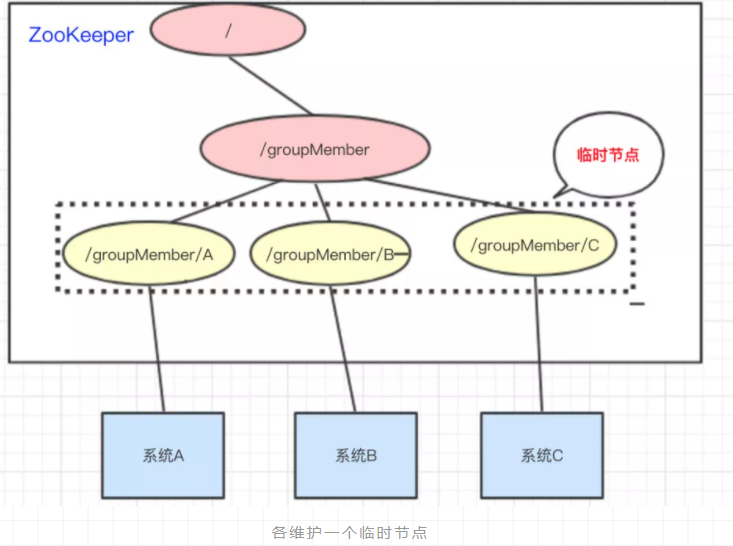 ZooKeeper
/
/groupMember
临时节点
/groupMember/A
/groupMember/B
/groupMember/C
系统A
系统B
系统C
各维护一个临时节点